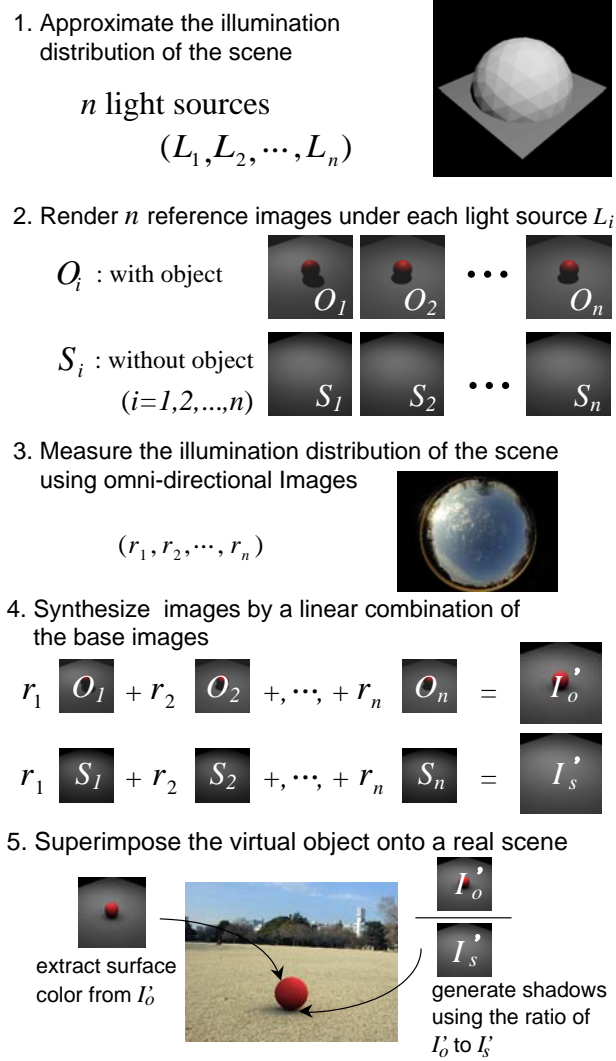 1. Approximate the illumination
distribution of the scene
n light sources
(L₁,L₂,⋯,Lₙ)
2. Render n reference images under each light source Lᵢ
Oᵢ : with object
O₁ O₂ ••• Oₙ
Sᵢ : without object
(i=1,2,...,n)
S₁ S₂ ••• Sₙ
3. Measure the illumination distribution of the scene
using omni-directional Images
(r₁,r₂,⋯,rₙ)
4. Synthesize images by a linear combination of
the base images
r₁ O₁ + r₂ O₂ +,⋯, + rₙ Oₙ = I'ₒ
r₁ S₁ + r₂ S₂ +,⋯, + rₙ Sₙ = I'ₛ
5. Superimpose the virtual object onto a real scene
extract surface
color from I'ₒ
I'ₒ
I'ₛ
generate shadows
using the ratio of
I'ₒ to I'ₛ